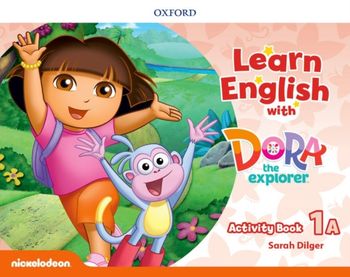 OXFORD
Learn
English
with
DORA
the
explorer
Activity Book 1A
Sarah Dilger
nickelodeon